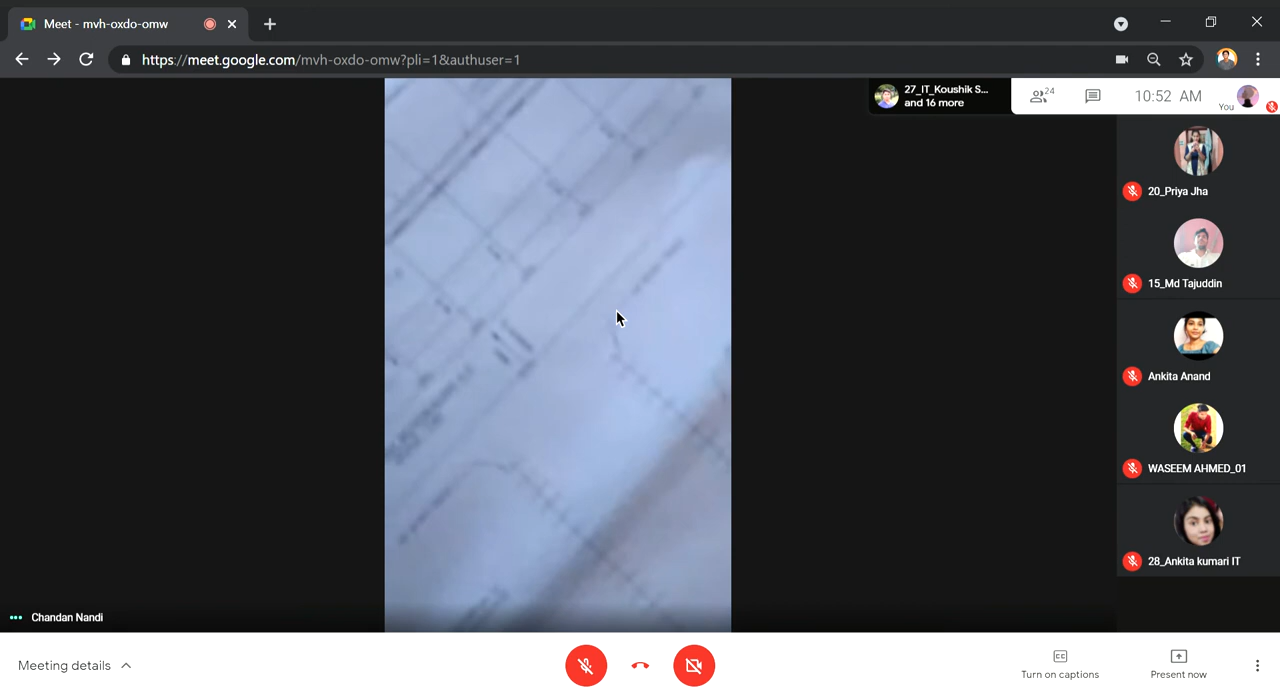 Meet - mvh-oxdo-omw
https://meet.google.com/mvh-oxdo-omw?pli=1&authuser=1
27_IT_Koushik S...
and 16 more
24
10:52 AM
You
20_Priya Jha
15_Md Tajuddin
Ankita Anand
WASEEM AHMED_01
28_Ankita kumari IT
Chandan Nandi
Meeting details
CC
Turn on captions
Present now